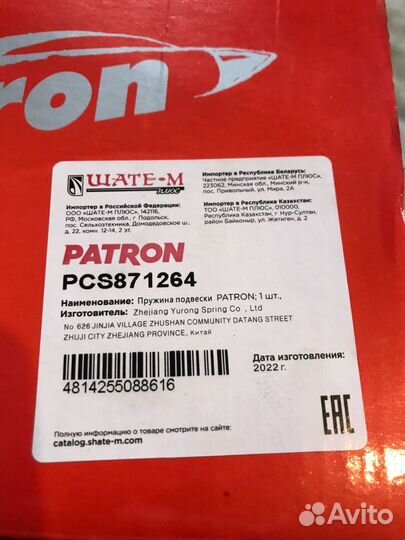 tron
ШАТЕ-М
ПЛЮС
Импортер в Российской Федерации:
ООО «ШАТЕ-М ПЛЮС», 142116,
РФ, Московская обл., г Подольск,
пос. Сельхозтехника, Домодедовское ш.,
д. 22, комн. 12-14, 2 эт.
Импортер в Республике Беларусь:
Частное предприятие «ШАТЕ-М ПЛЮС»,
223062, Минская обл., Минский р-н,
пос. Привольный, ул. Мира, 2А
Импортер в Республике Казахстан:
ТОО «ШАТЕ-М ПЛЮС», 010000,
Республика Казахстан, г. Нур-Султан,
район Байконыр, ул. Жетиген, д. 2
PATRON
PCS871264
Наименование: Пружина подвески PATRON; 1 шт.,
Изготовитель: Zhejiang Yurong Spring Co ., Ltd
No 626 JINJIA VILLAGE ZHUSHAN COMMUNITY DATANG STREET
ZHUJI CITY ZHEJIANG PROVINCE, Китай
4814255088616
Дата изготовления:
2022 г.
EAC
Полную информацию о товаре смотрите на сайте:
catalog.shate-m.com
Avito